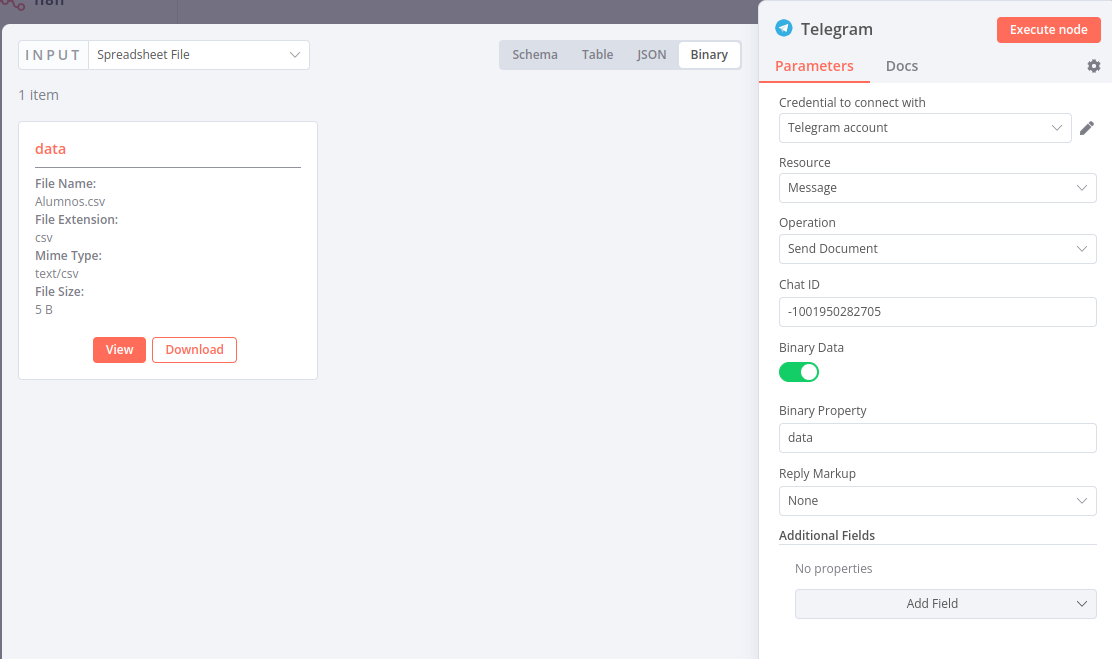 n8n
INPUT Spreadsheet File
Schema Table JSON Binary
1 item
data
File Name:
Alumnos.csv
File Extension:
csv
Mime Type:
text/csv
File Size:
5 B
View Download
Telegram
Execute node
Parameters Docs
Credential to connect with
Telegram account
Resource
Message
Operation
Send Document
Chat ID
-1001950282705
Binary Data
Binary Property
data
Reply Markup
None
Additional Fields
No properties
Add Field